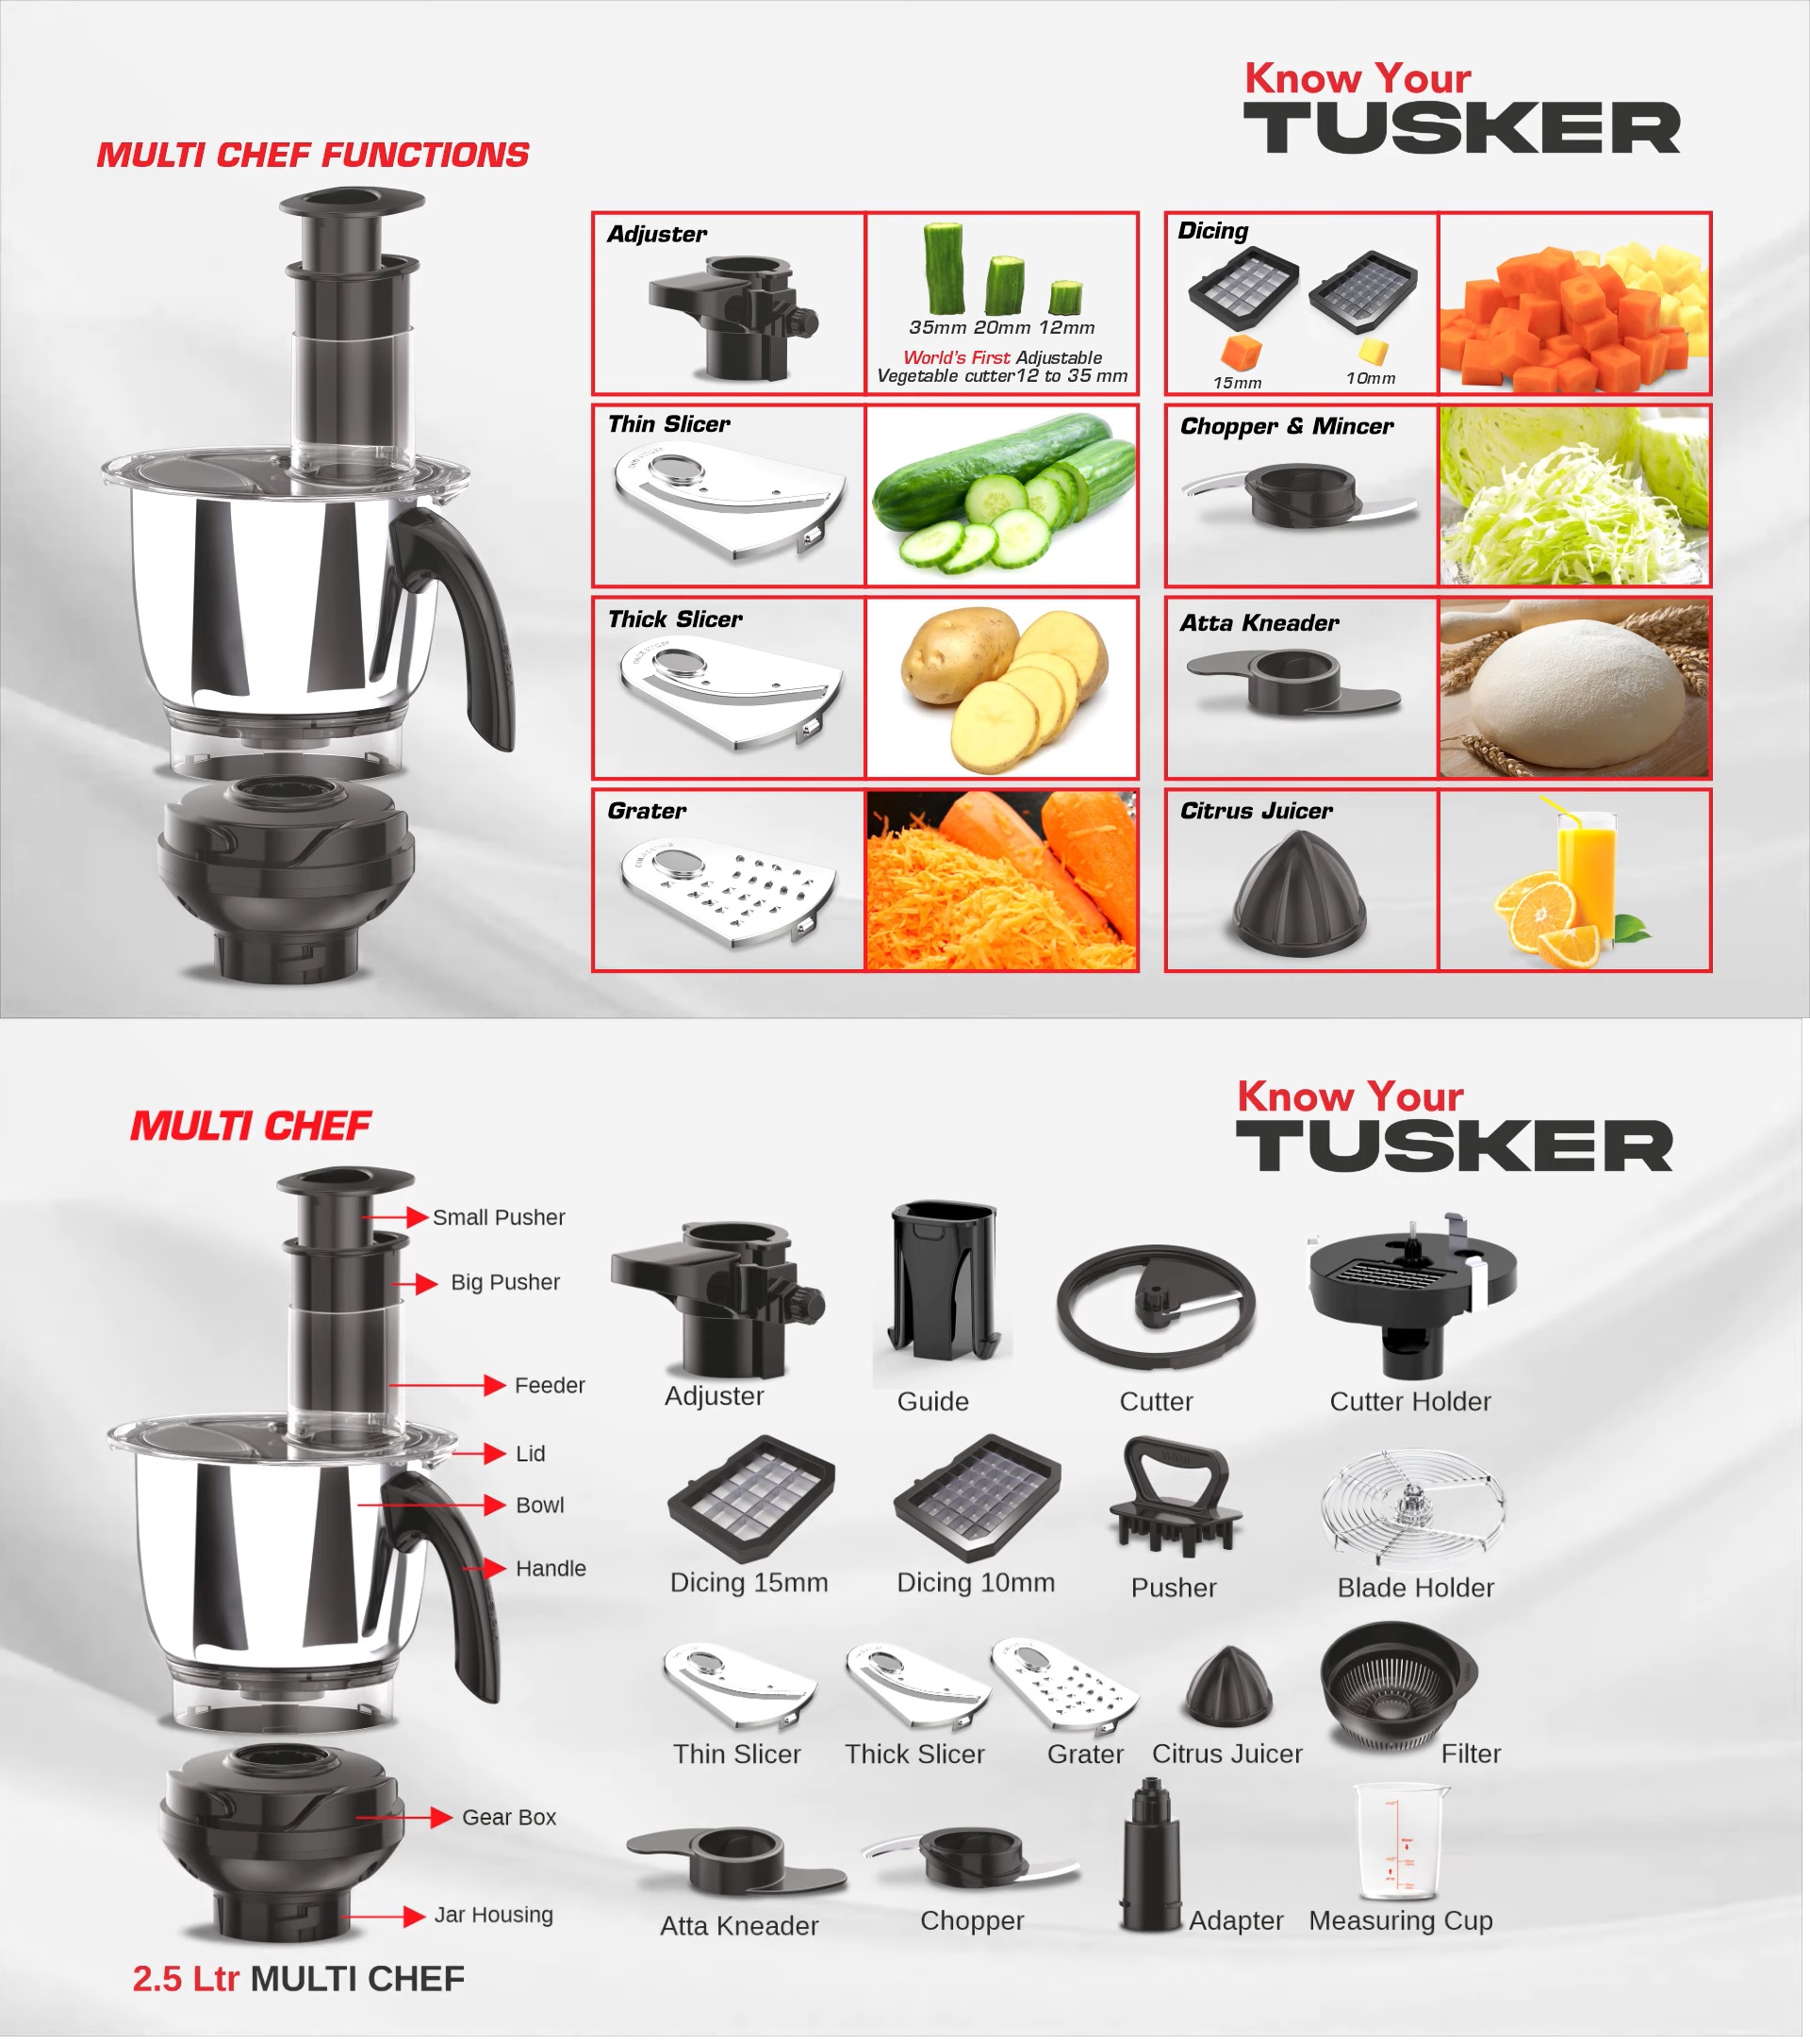 Know Your
TUSKER
MULTI CHEF FUNCTIONS
Adjuster
35mm 20mm 12mm
World's First Adjustable
Vegetable cutter12 to 35 mm
Dicing
15mm
10mm
Thin Slicer
Chopper & Mincer
Thick Slicer
Atta Kneader
Grater
Citrus Juicer
Know Your
TUSKER
MULTI CHEF
Small Pusher
Big Pusher
Feeder
Lid
Bowl
Handle
Gear Box
Jar Housing
2.5 Ltr MULTI CHEF
Adjuster
Guide
Cutter
Cutter Holder
Dicing 15mm
Dicing 10mm
Pusher
Blade Holder
Thin Slicer
Thick Slicer
Grater
Citrus Juicer
Filter
Atta Kneader
Chopper
Adapter
Measuring Cup